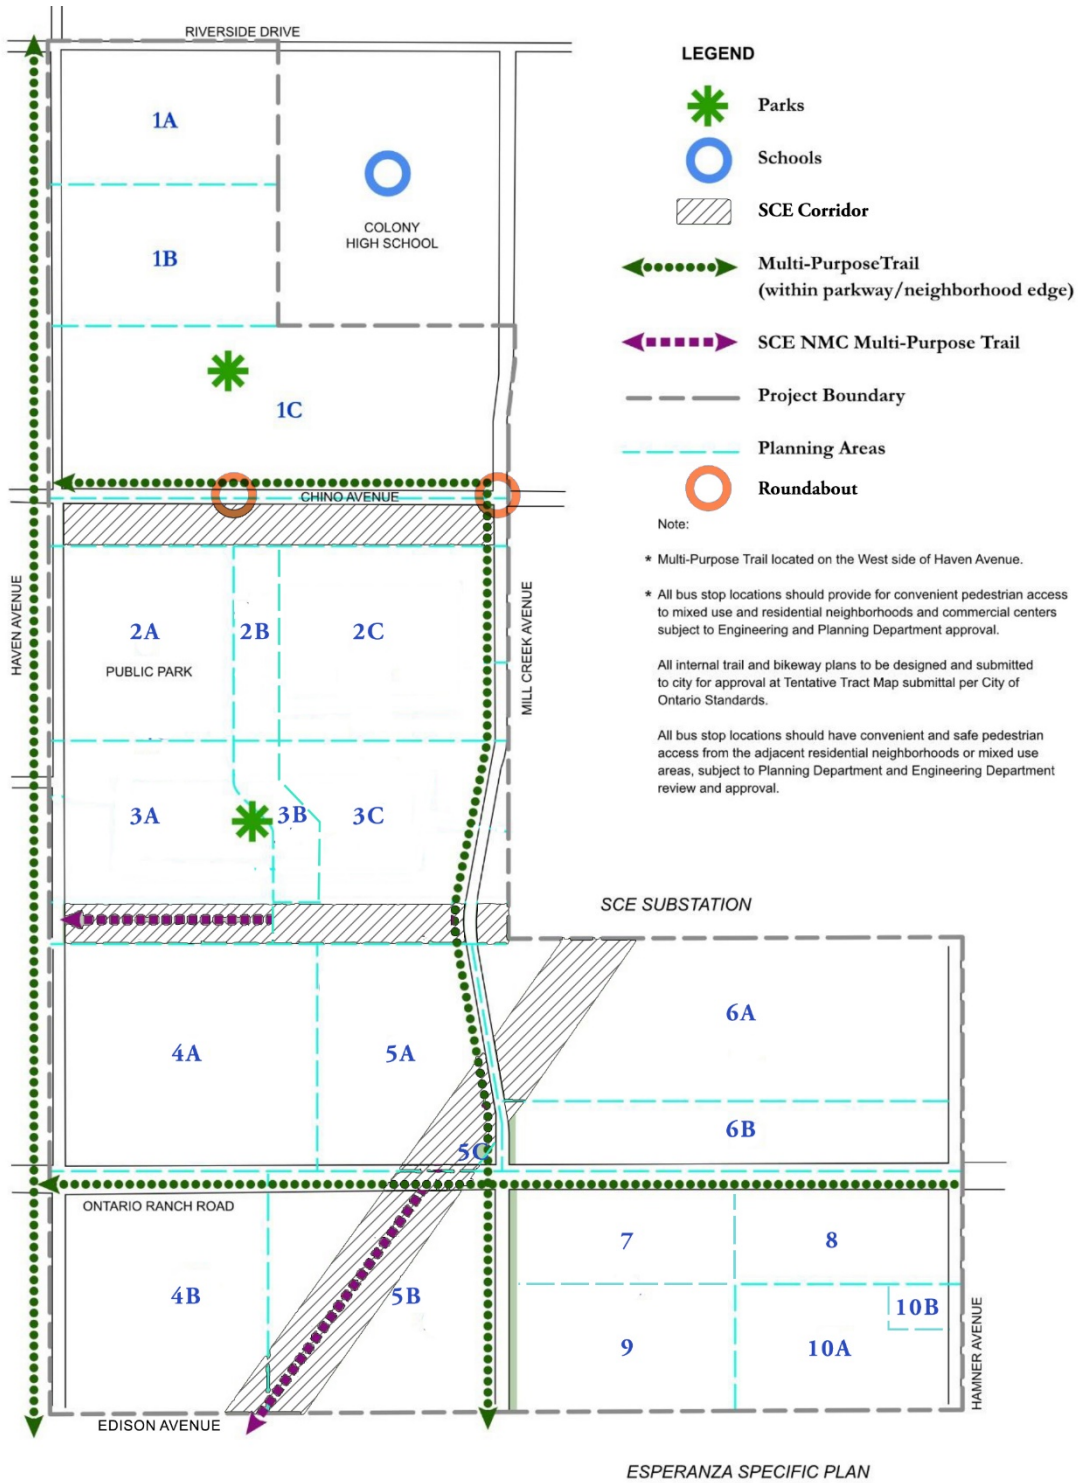 RIVERSIDE DRIVE
LEGEND
Parks
Schools
SCE Corridor
Multi-PurposeTrail
(within parkway/neighborhood edge)
SCE NMC Multi-Purpose Trail
Project Boundary
Planning Areas
Roundabout
Note:
* Multi-Purpose Trail located on the West side of Haven Avenue.
* All bus stop locations should provide for convenient pedestrian access
to mixed use and residential neighborhoods and commercial centers
subject to Engineering and Planning Department approval.
All internal trail and bikeway plans to be designed and submitted
to city for approval at Tentative Tract Map submittal per City of
Ontario Standards.
All bus stop locations should have convenient and safe pedestrian
access from the adjacent residential neighborhoods or mixed use
areas, subject to Planning Department and Engineering Department
review and approval.
1A
1B
COLONY
HIGH SCHOOL
1C
CHINO AVENUE
HAVEN AVENUE
MILL CREEK AVENUE
2A
2B
2C
PUBLIC PARK
3A
3B
3C
SCE SUBSTATION
4A
5A
6A
6B
5C
ONTARIO RANCH ROAD
4B
5B
7
8
9
10A
10B
HAMNER AVENUE
EDISON AVENUE
ESPERANZA SPECIFIC PLAN